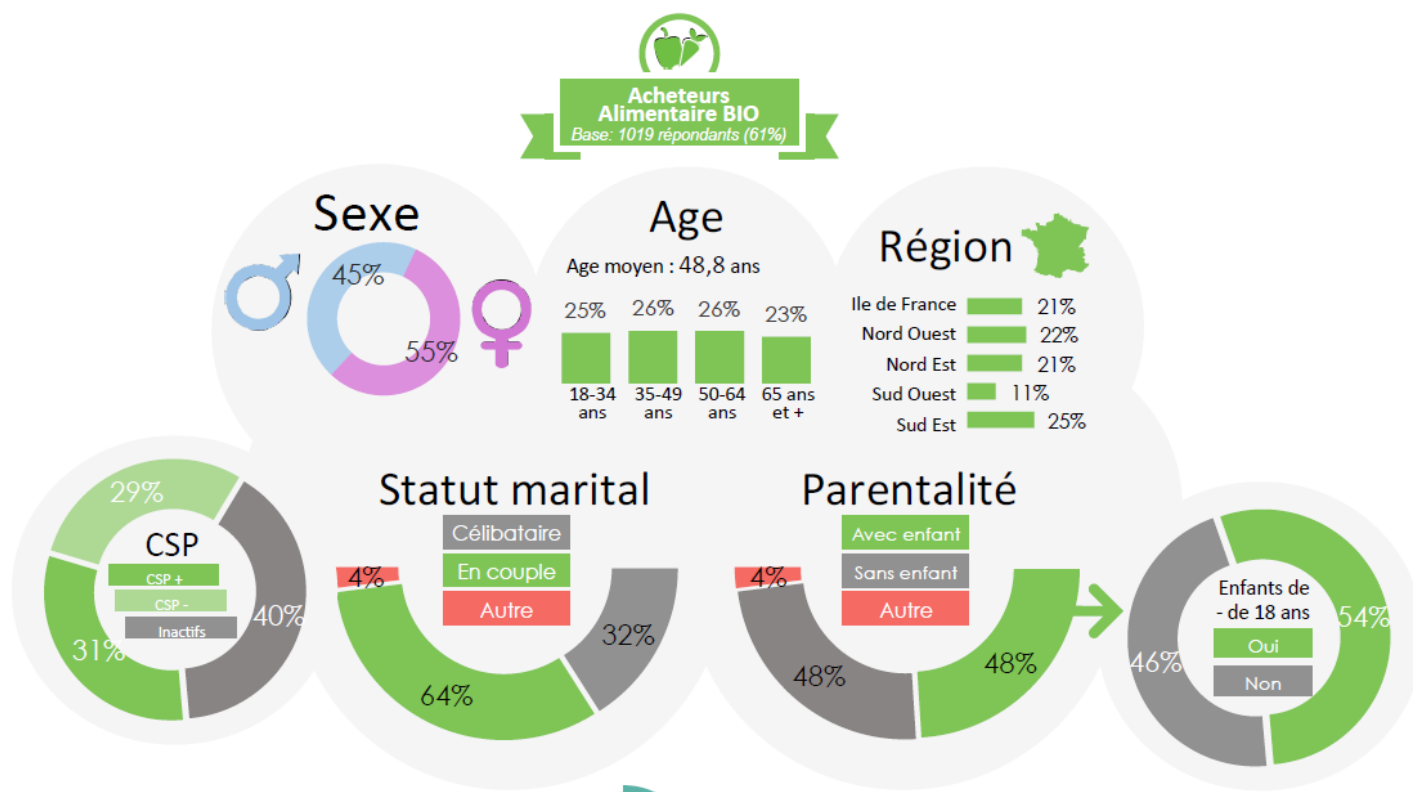 Acheteurs
Alimentaire BIO
Base: 1019 répondants (61%)
Sexe
45%
55%
Age
Age moyen : 48,8 ans
25% 26% 26% 23%
18-34 35-49 50-64 65 ans
ans ans ans et +
Région
Ile de France 21%
Nord Ouest 22%
Nord Est 21%
Sud Ouest 11%
Sud Est 25%
CSP
CSP +
CSP -
Inactifs
29%
40%
31%
Statut marital
Célibataire
En couple
Autre
4%
32%
64%
Parentalité
Avec enfant
Sans enfant
Autre
4%
48%
48%
Enfants de
- de 18 ans
Oui
Non
54%
46%